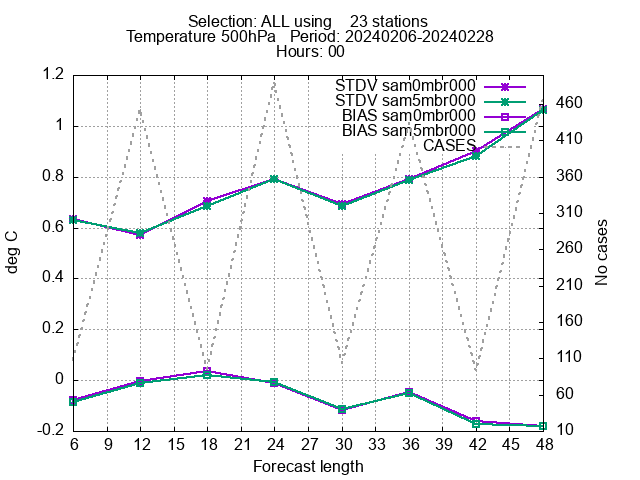 Selection: ALL using    23 stations
Temperature 500hPa   Period: 20240206-20240228
Hours: 00
STDV sam0mbr000
STDV sam5mbr000
BIAS sam0mbr000
BIAS sam5mbr000
CASES
1.2
1
0.8
0.6
0.4
0.2
0
-0.2
deg C
460
410
360
310
260
210
160
110
60
10
No cases
6 9 12 15 18 21 24 27 30 33 36 39 42 45 48
Forecast length